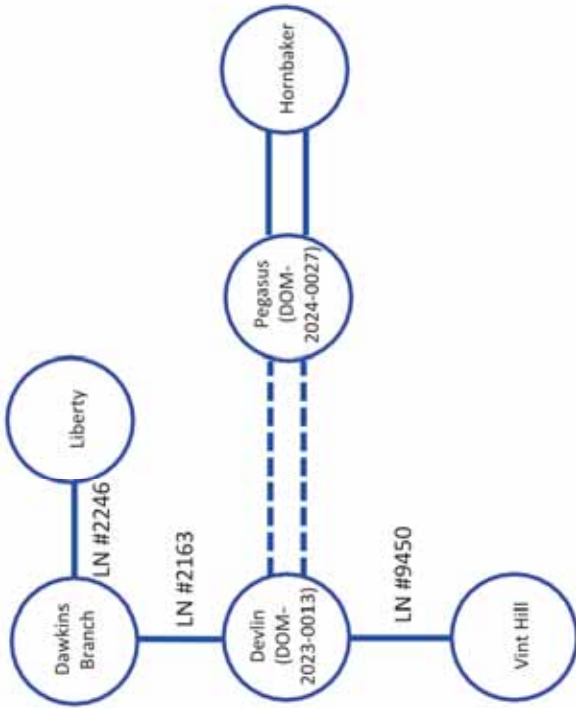 Dawkins
Branch
LN #2246
Liberty
LN #2163
Devlin
(DOM-
2023-0013)
Pegasus
(DOM-
2024-0027)
Hornbaker
LN #9450
Vint Hill